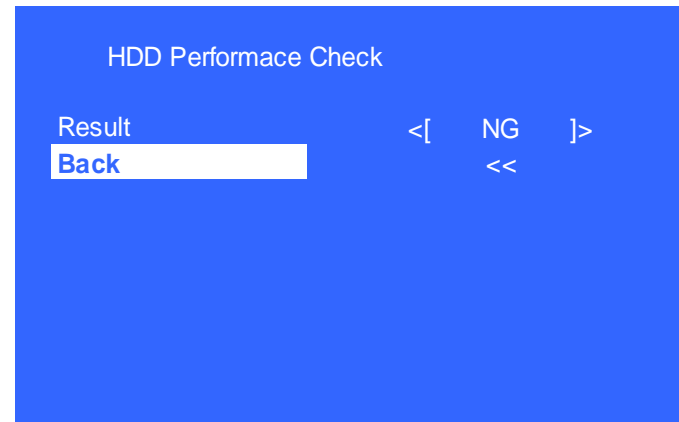 HDD Performace Check
Result <[ NG ]>
Back <<